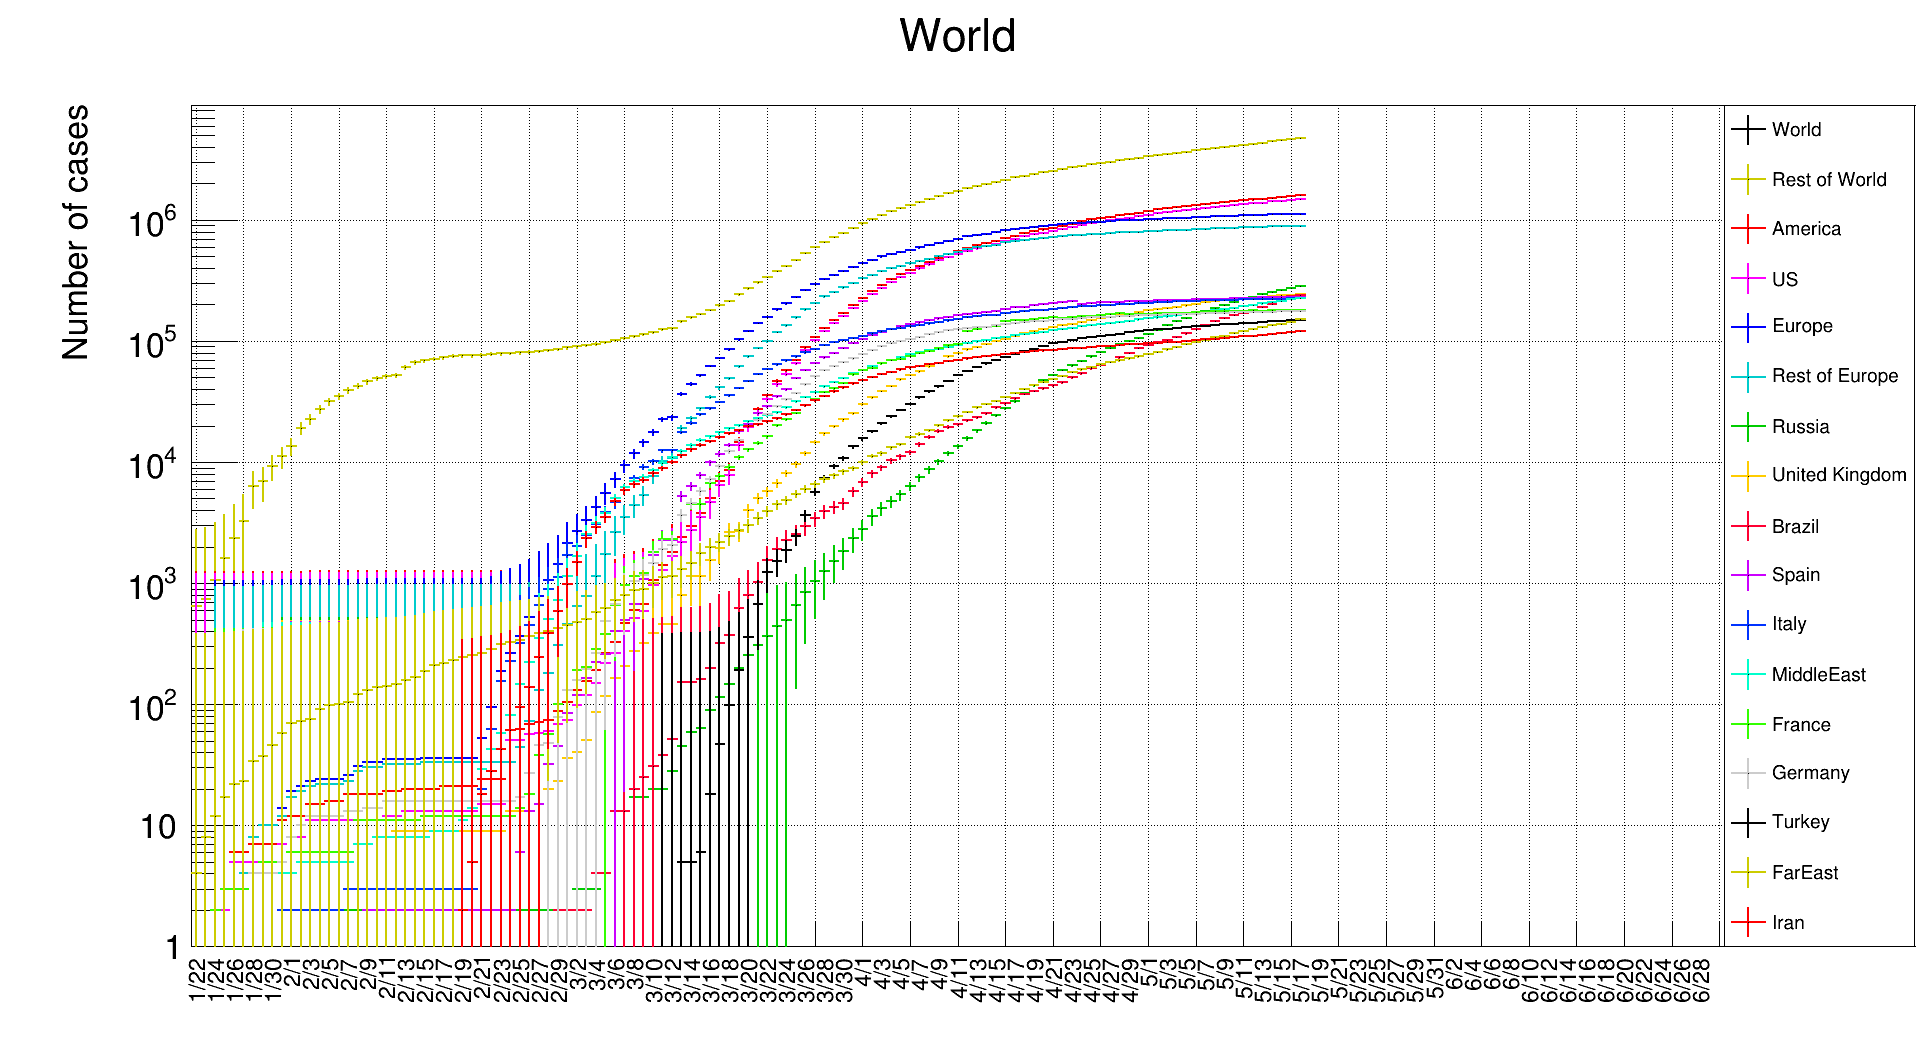 World
Number of cases
10^6
10^5
10^4
10^3
10^2
10
1
1/22 1/24 1/26 1/28 1/30 2/1 2/3 2/5 2/7 2/9 2/11 2/13 2/15 2/17 2/19 2/21 2/23 2/25 2/27 2/29 3/2 3/4 3/6 3/8 3/10 3/12 3/14 3/16 3/18 3/20 3/22 3/24 3/26 3/28 3/30 4/1 4/3 4/5 4/7 4/9 4/11 4/13 4/15 4/17 4/19 4/21 4/23 4/25 4/27 4/29 5/1 5/3 5/5 5/7 5/9 5/11 5/13 5/15 5/17 5/19 5/21 5/23 5/25 5/27 5/29 5/31 6/2 6/4 6/6 6/8 6/10 6/12 6/14 6/16 6/18 6/20 6/22 6/24 6/26 6/28
World
Rest of World
America
US
Europe
Rest of Europe
Russia
United Kingdom
Brazil
Spain
Italy
MiddleEast
France
Germany
Turkey
FarEast
Iran